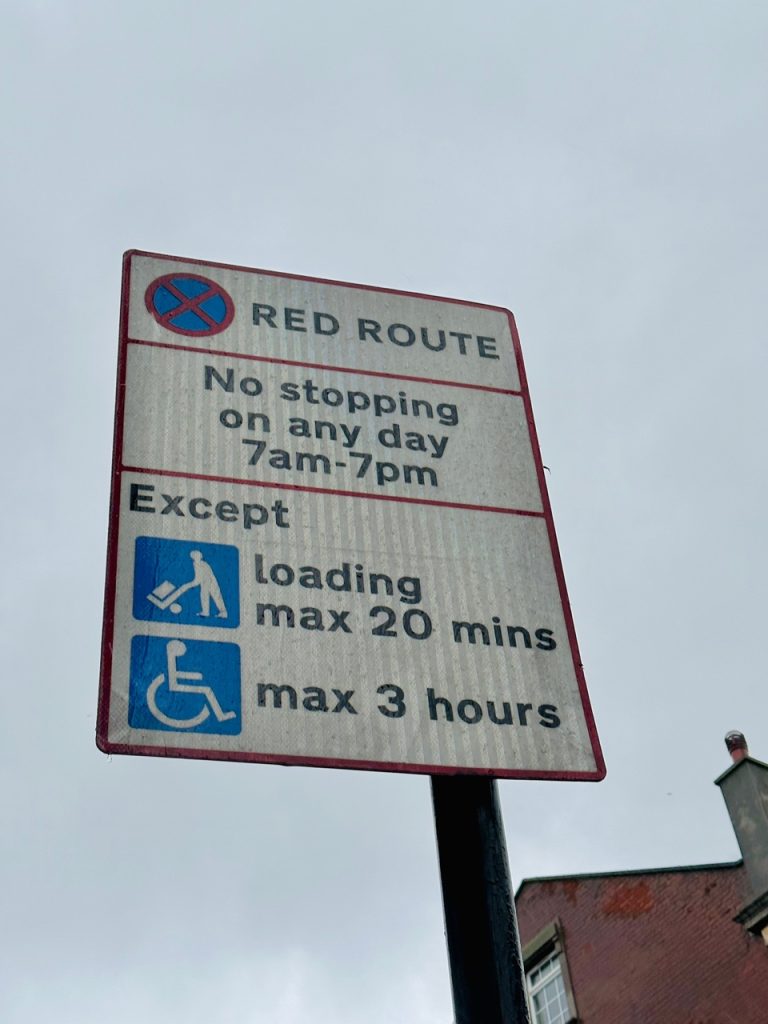 RED ROUTE
No stopping
on any day
7am-7pm
Except
loading
max 20 mins
max 3 hours